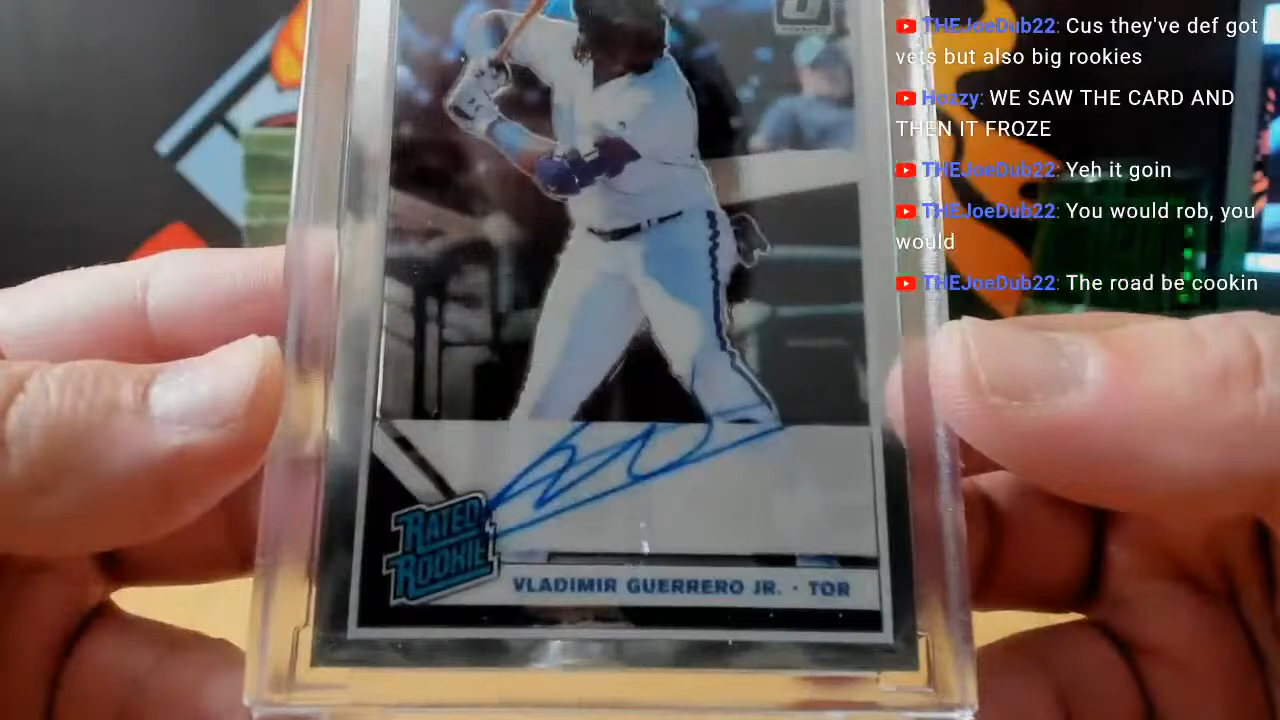 THEJoeDub22: Cus they've def got
vets but also big rookies
Hozzy: WE SAW THE CARD AND
THEN IT FROZE
THEJoeDub22: Yeh it goin
THEJoeDub22: You would rob, you
would
THEJoeDub22: The road be cookin
RATED
ROOKIE
VLADIMIR GUERRERO JR. · TOR